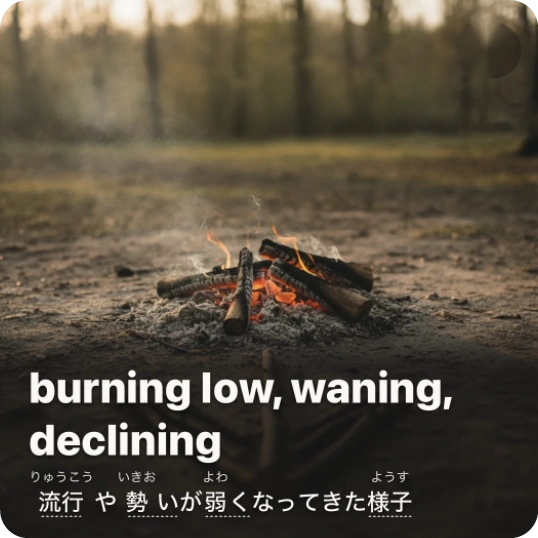 burning low, waning,
declining
りゅうこう いきお よわ ようす
流行 や 勢 いが 弱くなってきた様子